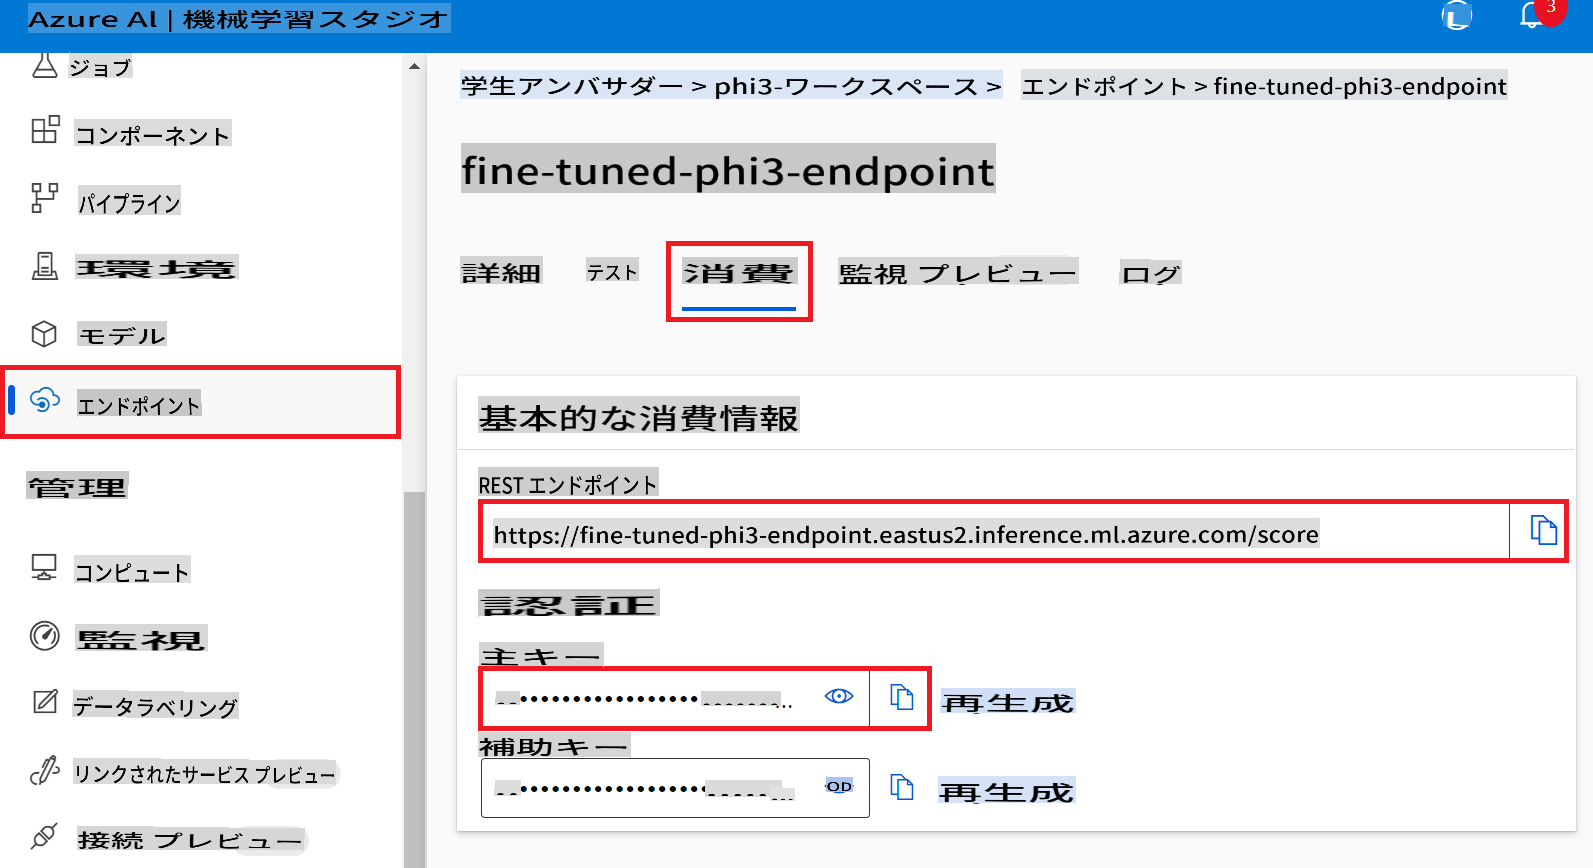 Azure AI | 機械学習スタジオ
3
ジョブ
コンポーネント
パイプライン
環境
モデル
エンドポイント
管理
コンピュート
監視
データラベリング
リンクされたサービス プレビュー
接続 プレビュー
学生アンバサダー > phi3-ワークスペース > エンドポイント > fine-tuned-phi3-endpoint
fine-tuned-phi3-endpoint
詳細 テスト 消費 監視 プレビュー ログ
基本的な消費情報
REST エンドポイント
https://fine-tuned-phi3-endpoint.eastus2.inference.ml.azure.com/score
認証
主キー
再生成
補助キー
OD
再生成